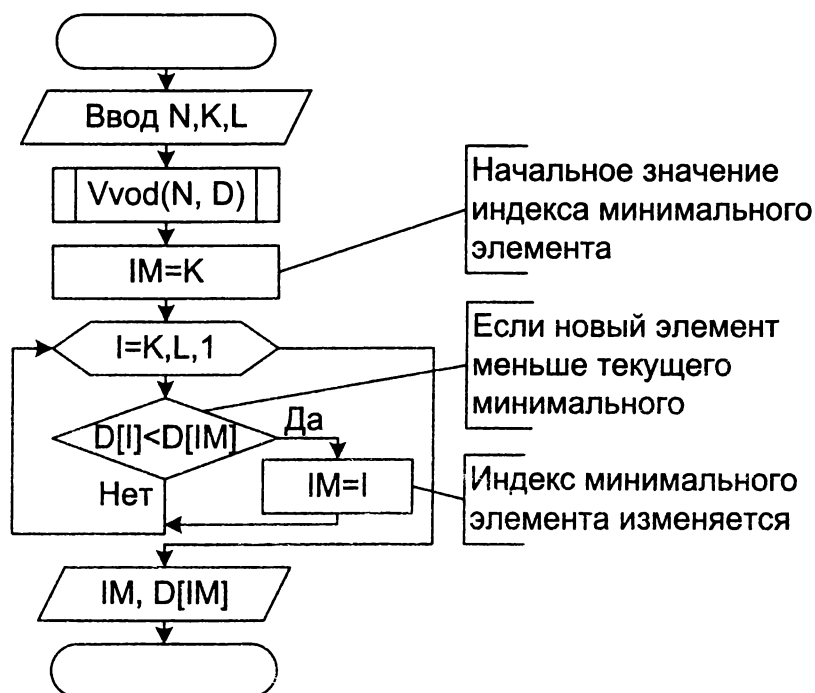 Ввод N,K,L
Vvod(N, D)
IM=K
Начальное значение
индекса минимального
элемента
I=K,L,1
Если новый элемент
меньше текущего
минимального
D[I]<D[IM]
Да
Нет
IM=I
Индекс минимального
элемента изменяется
IM, D[IM]